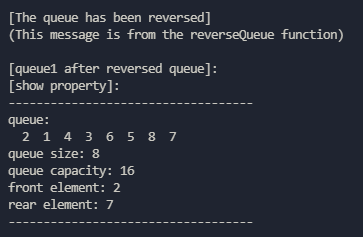 [The queue has been reversed]
(This message is from the reverseQueue function)
[queue1 after reversed queue]:
[show property]:
-----------------------------------
queue:
2 1 4 3 6 5 8 7
queue size: 8
queue capacity: 16
front element: 2
rear element: 7
-----------------------------------